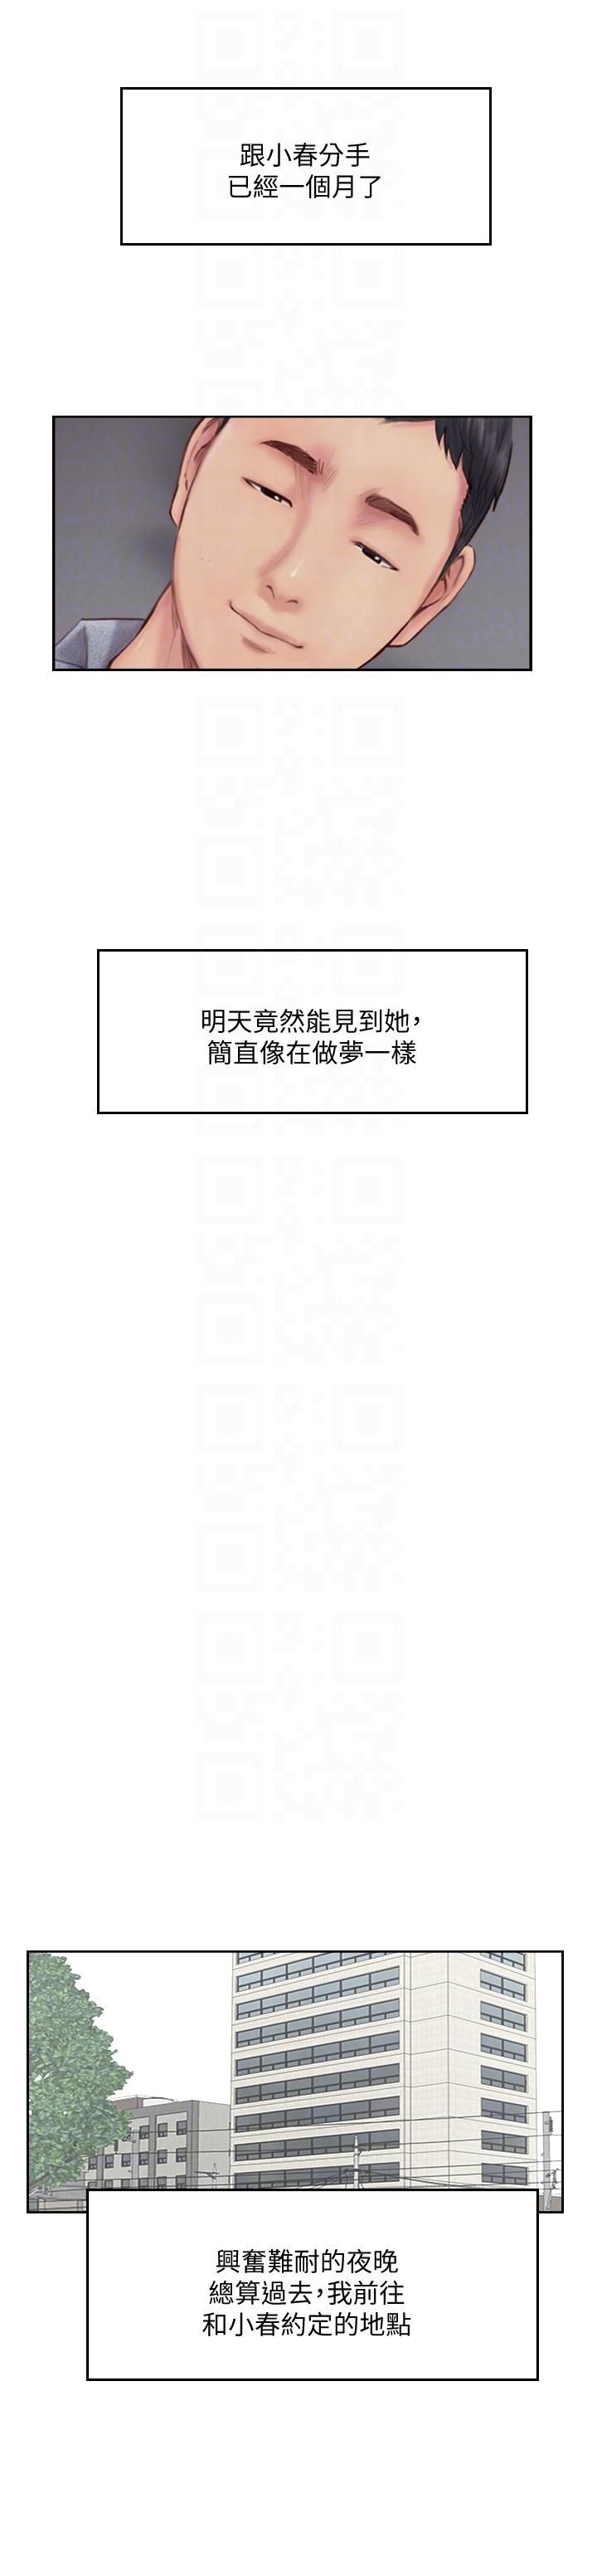 跟小春分手
已經一個月了
明天竟然能見到她，
簡直像在做夢一樣
興奮難耐的夜晚
總算過去，我前往
和小春約定的地點